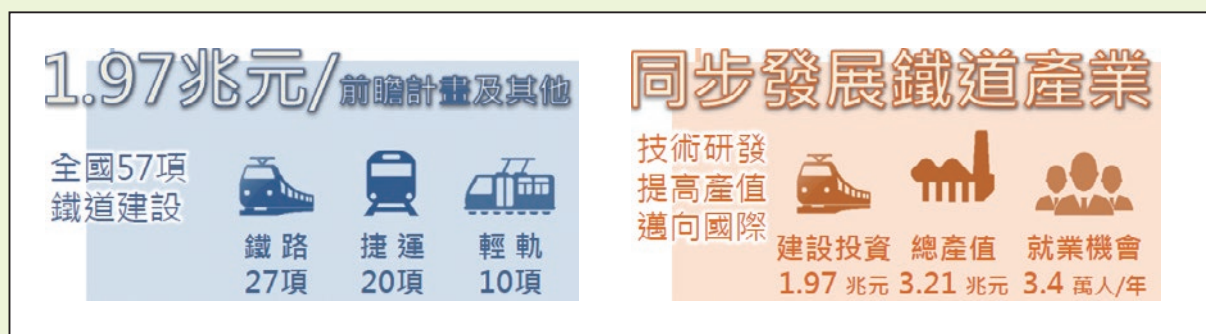 1.97兆元/前瞻計畫及其他
全國57項
鐵道建設
鐵路
27項
捷運
20項
輕軌
10項
同步發展鐵道產業
技術研發
提高產值
邁向國際
建設投資
1.97 兆元
總產值
3.21 兆元
就業機會
3.4 萬人/年